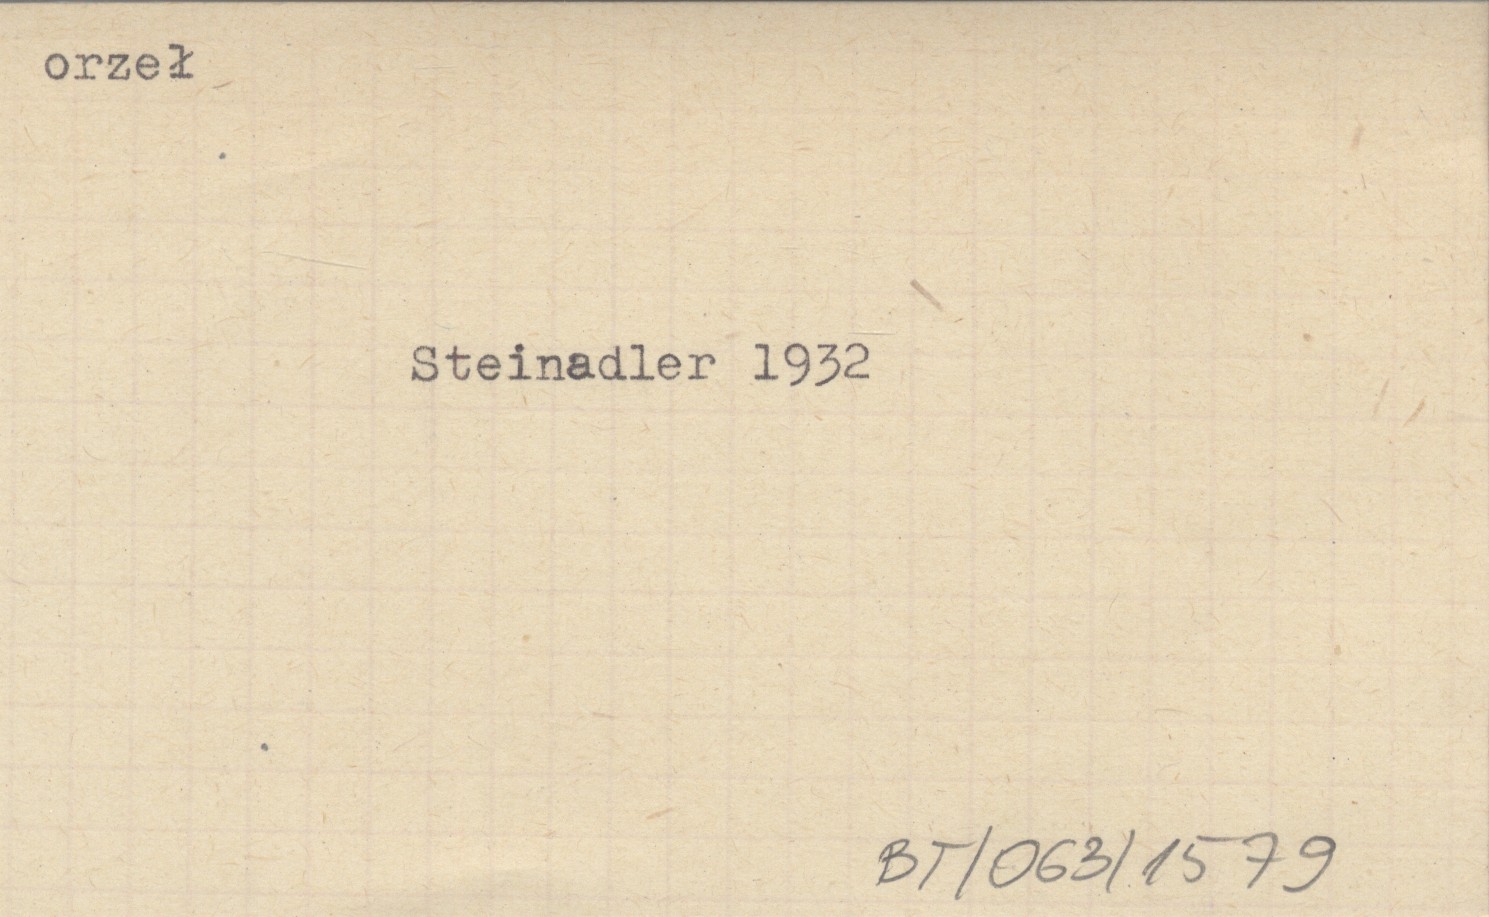 orzeł
Steinadler 1932
BT/063/1579